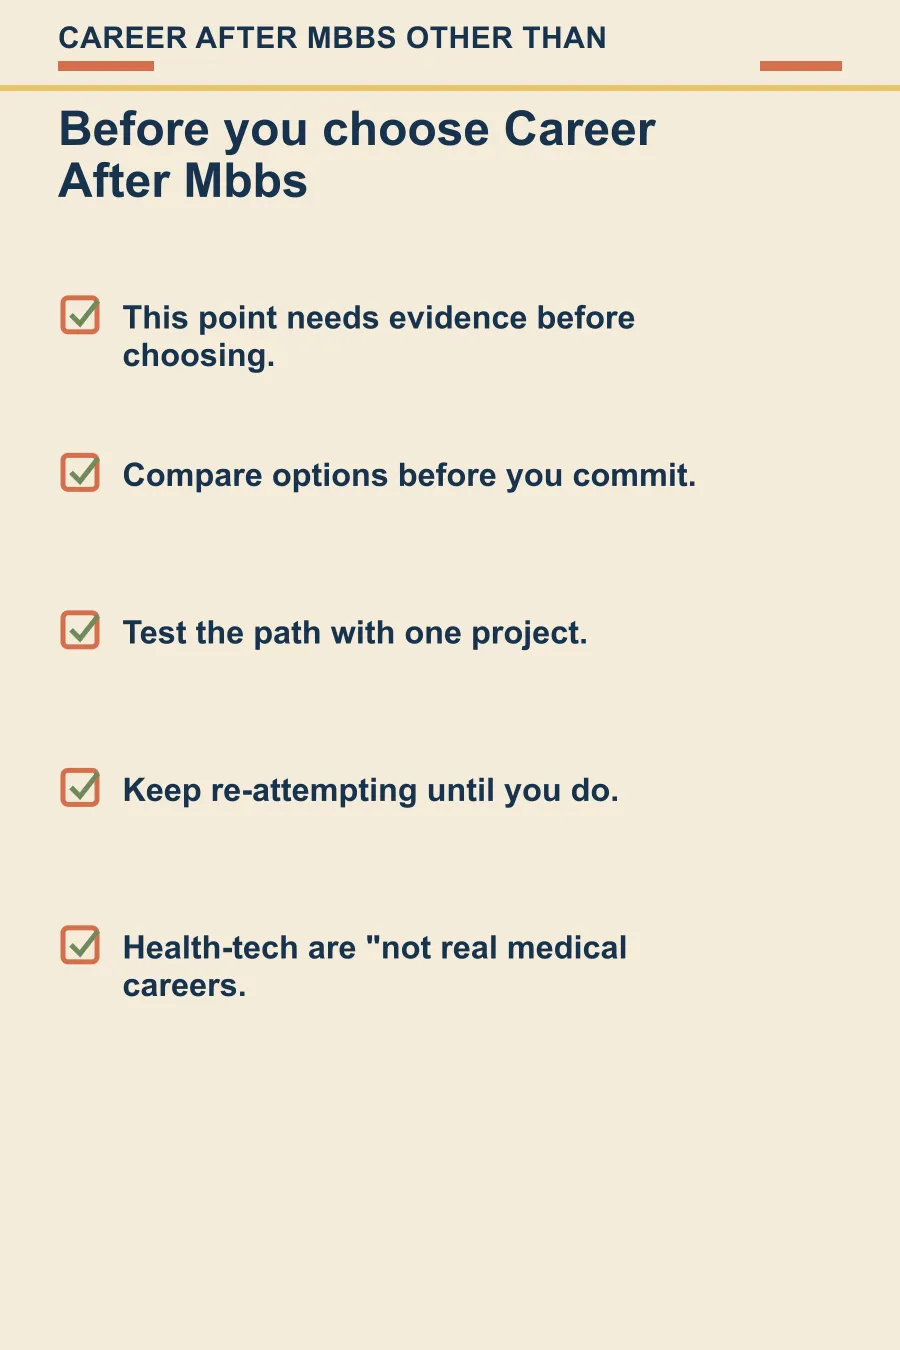 CAREER AFTER MBBS OTHER THAN
Before you choose Career
After Mbbs
This point needs evidence before
choosing.
Compare options before you commit.
Test the path with one project.
Keep re-attempting until you do.
Health-tech are "not real medical
careers.